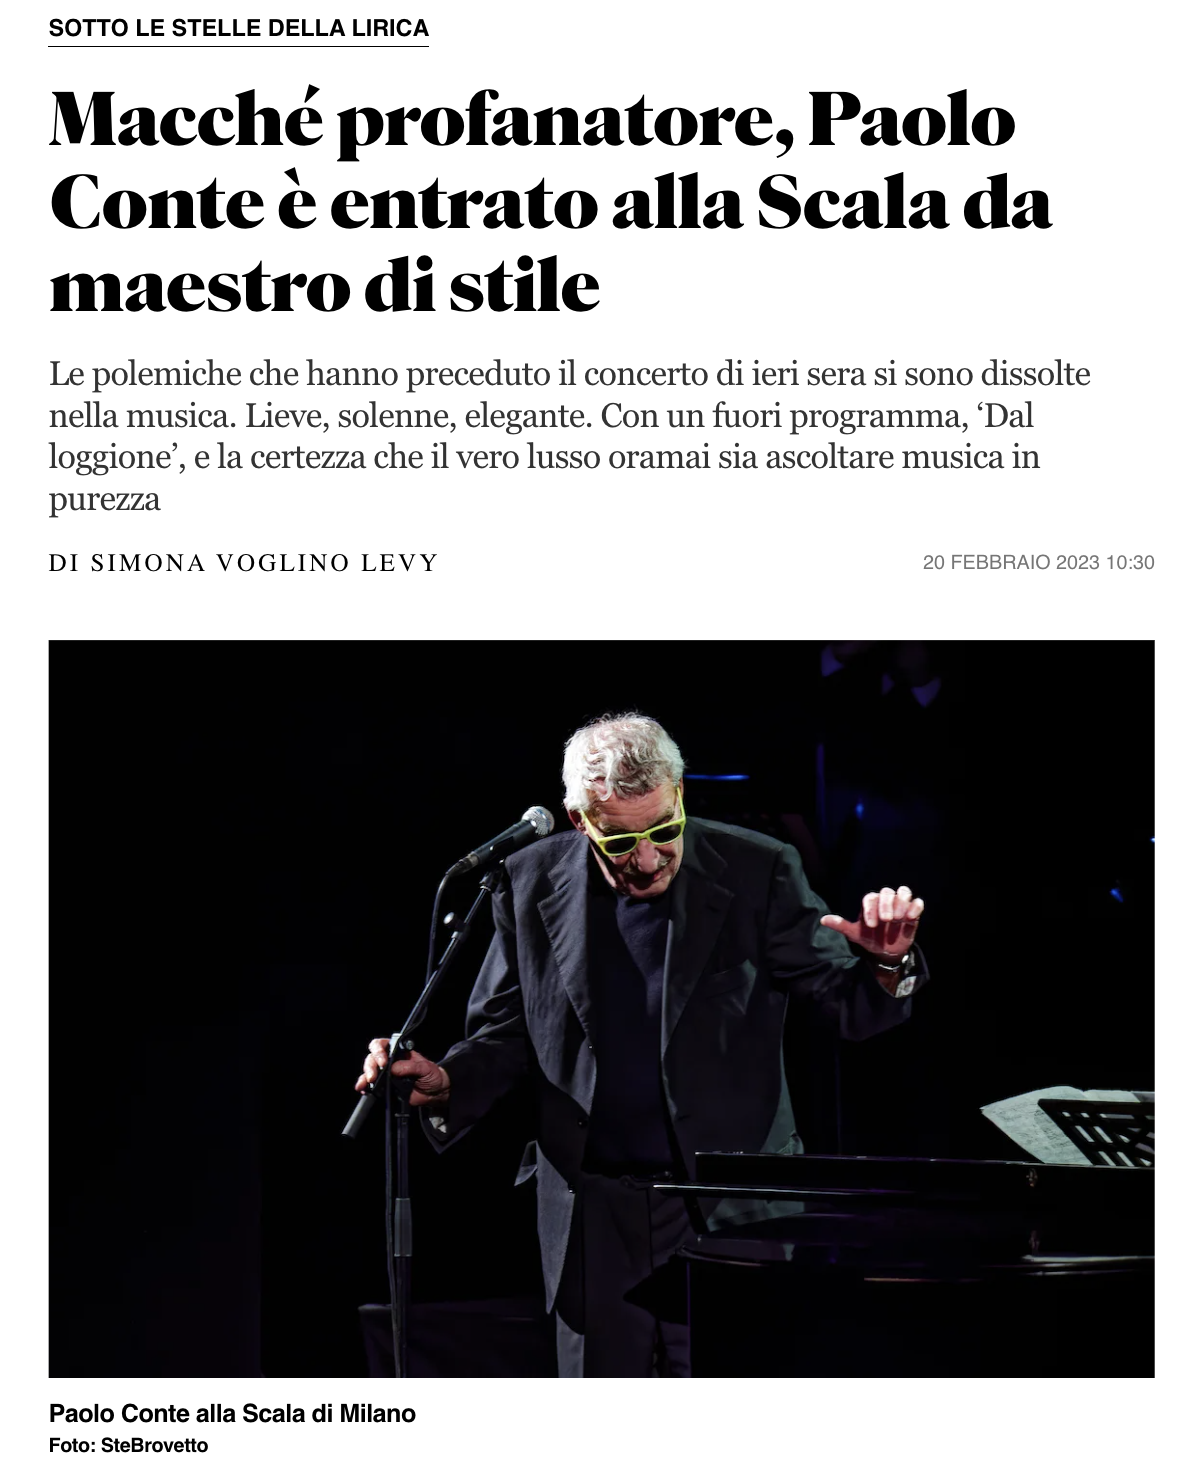 SOTTO LE STELLE DELLA LIRICA
Macché profanatore, Paolo
Conte è entrato alla Scala da
maestro di stile
Le polemiche che hanno preceduto il concerto di ieri sera si sono dissolte
nella musica. Lieve, solenne, elegante. Con un fuori programma, ‘Dal
loggione’, e la certezza che il vero lusso oramai sia ascoltare musica in
purezza
DI SIMONA VOGLINO LEVY
20 FEBBRAIO 2023 10:30
Paolo Conte alla Scala di Milano
Foto: SteBrovetto